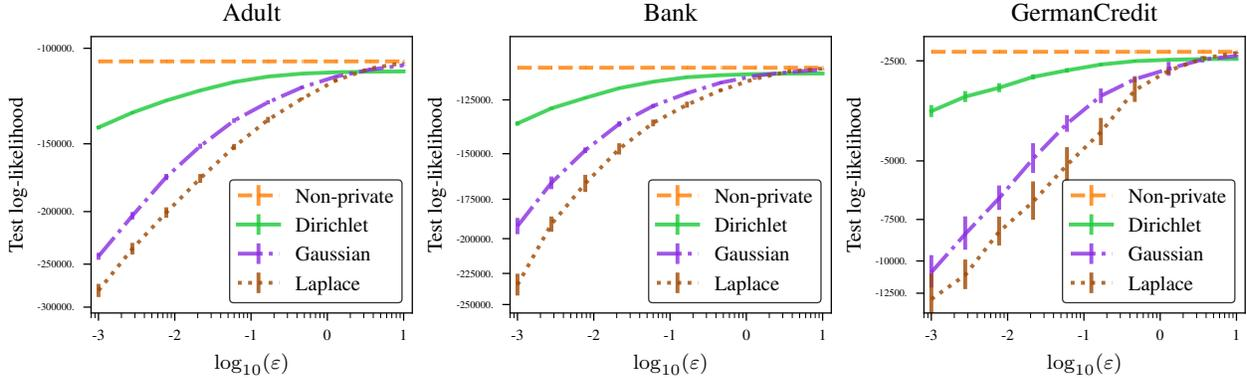 Adult
Test log-likelihood
-100000.
-150000.
-200000.
-250000.
-300000.
Non-private
Dirichlet
Gaussian
Laplace
-3 -2 -1 0 1
log₁₀(ε)
Bank
Test log-likelihood
-125000.
-150000.
-175000.
-200000.
-225000.
-250000.
Non-private
Dirichlet
Gaussian
Laplace
-3 -2 -1 0 1
log₁₀(ε)
GermanCredit
Test log-likelihood
-2500.
-5000.
-7500.
-10000.
-12500.
Non-private
Dirichlet
Gaussian
Laplace
-3 -2 -1 0 1
log₁₀(ε)